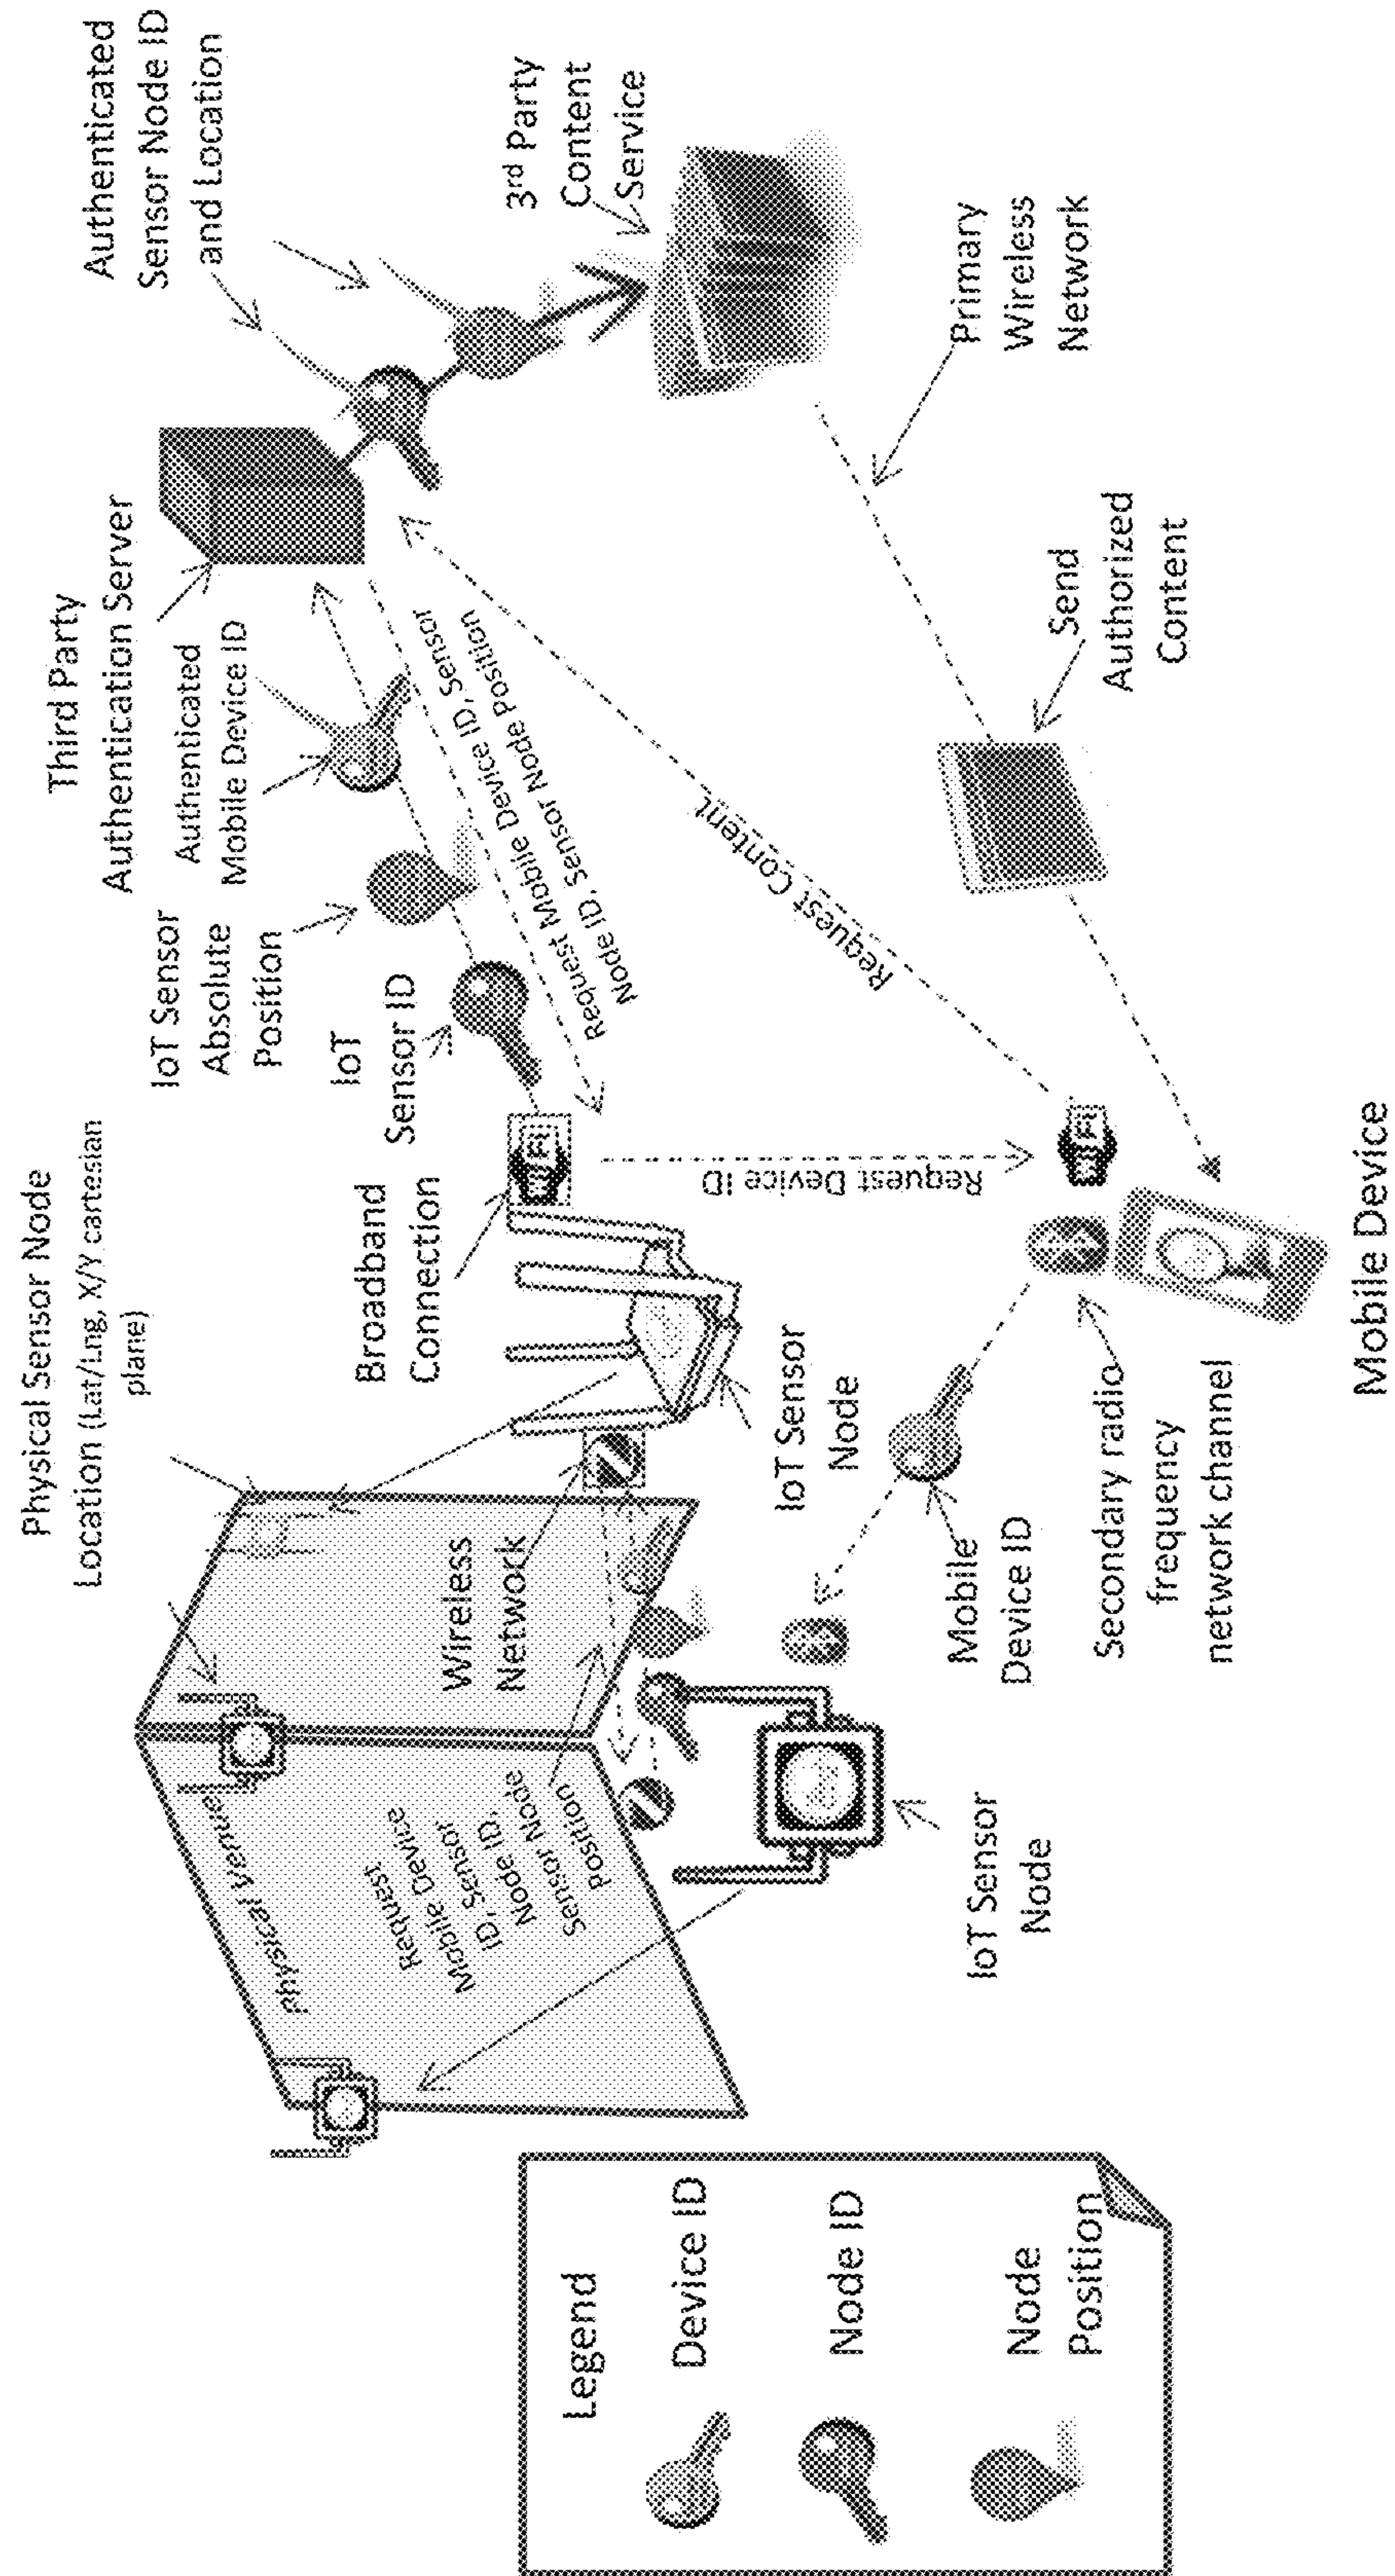 Physical Sensor Node
Location (Lat/Lng, X/Y cartesian
plane)
Third Party
Authentication Server
Authenticated
Sensor Node ID
and Location
Authenticated
Mobile Device ID
IoT Sensor
Absolute
Position
IoT
Sensor ID
Broadband
Connection
WiFi
3rd Party
Content
Service
Physical Venue
Wireless
Network
Request
Mobile Device
ID, Sensor
Node ID,
Sensor Node
Position
Request Mobile Device ID, Sensor
Node ID, Sensor Node Position
Request Device ID
Request Content
IoT Sensor
Node
IoT Sensor
Node
Mobile
Device ID
Secondary radio
frequency
network channel
WiFi
Mobile Device
Send
Authorized
Content
Primary
Wireless
Network
Legend
Device ID
Node ID
Node
Position